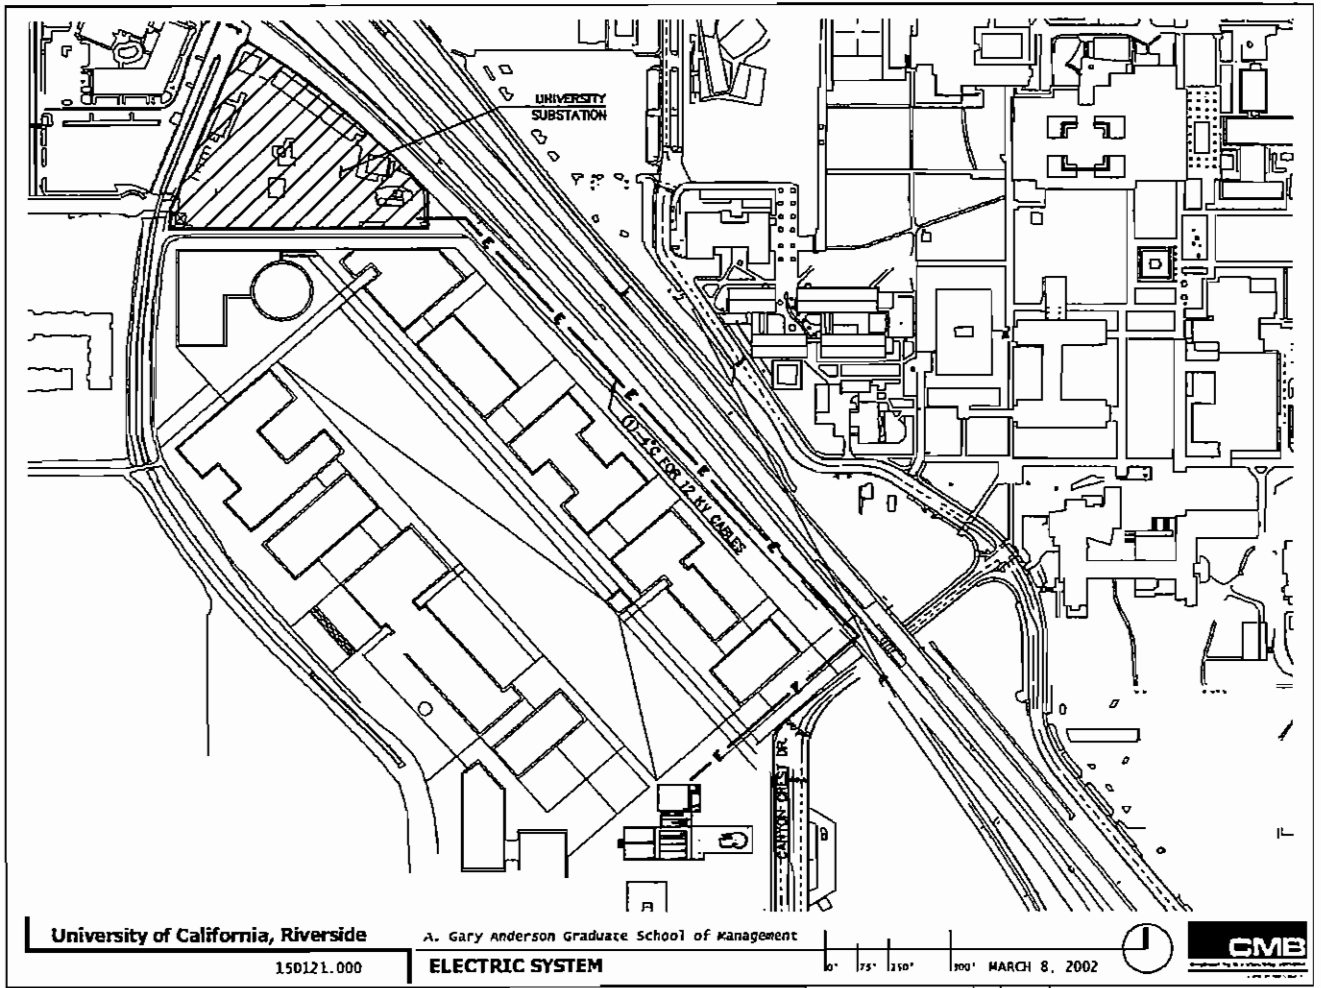 UNIVERSITY
SUBSTATION
E
E
E
(1)-4"C FOR 12 KV CABLES
E
E
E
E
CANYON CREST DR.
University of California, Riverside
150121.000
A. Gary Anderson Graduate School of Management
ELECTRIC SYSTEM
0' 75' 150' 300' MARCH 8, 2002
CMB